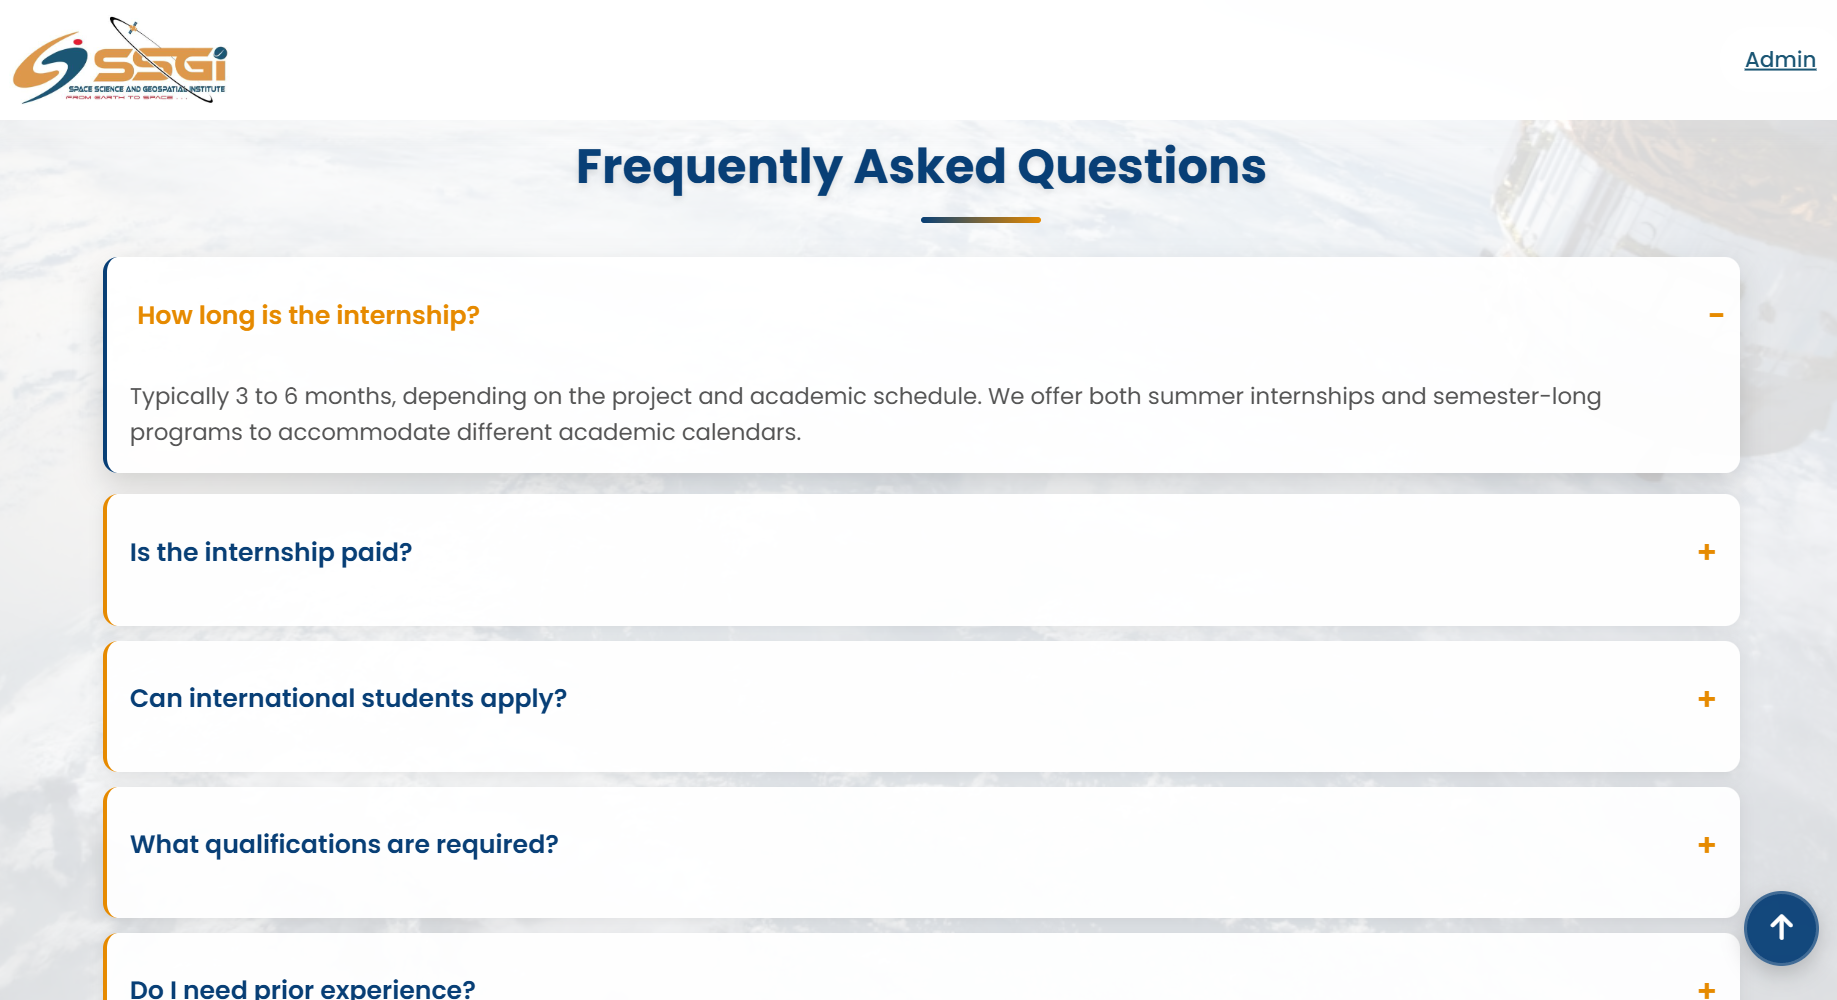 SSGi
SPACE SCIENCE AND GEOSPATIAL INSTITUTE
FROM EARTH TO SPACE . . .
Admin
Frequently Asked Questions
How long is the internship?
-
Typically 3 to 6 months, depending on the project and academic schedule. We offer both summer internships and semester-long
programs to accommodate different academic calendars.
Is the internship paid?
+
Can international students apply?
+
What qualifications are required?
+
Do I need prior experience?
+